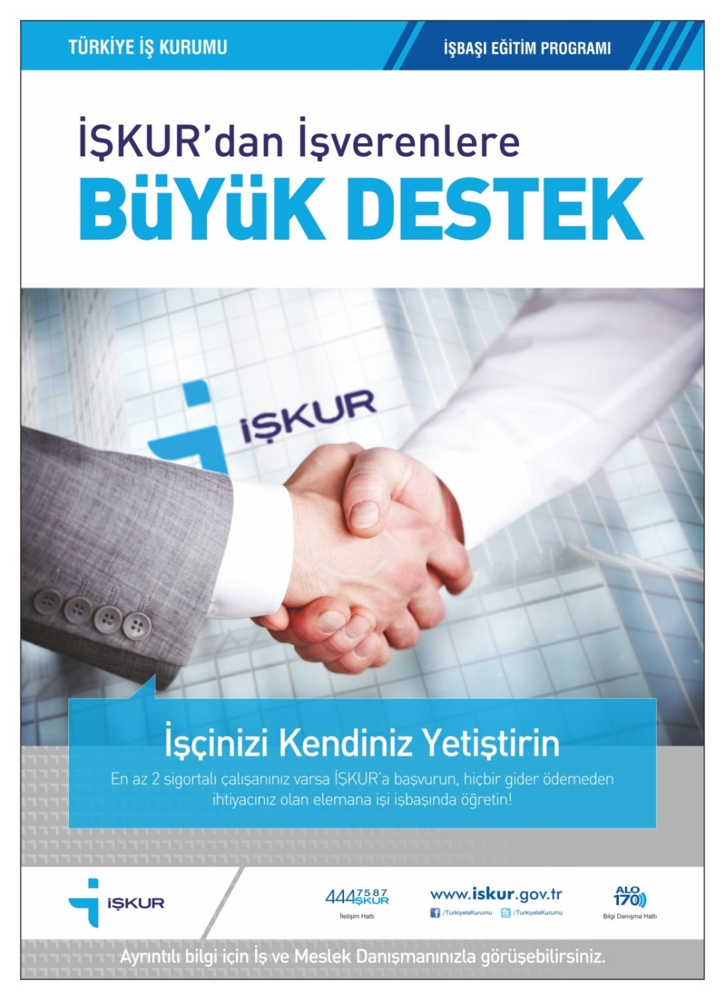 TÜRKİYE İŞ KURUMU
İŞBAŞI EĞİTİM PROGRAMI
İŞKUR'dan İşverenlere
BüYüK DESTEK
İŞKUR
İşçinizi Kendiniz Yetiştirin
En az 2 sigortalı çalışanınız varsa İŞKUR'a başvurun, hiçbir gider ödemeden
ihtiyacınız olan elemana işi işbaşında öğretin!
İŞKUR
444 7587
İŞKUR
İletişim Hattı
www.iskur.gov.tr
/TurkiyeIsKurumu
/TurkiyeIsKurumu
ALO
170
Bilgi Danışma Hattı
Ayrıntılı bilgi için İş ve Meslek Danışmanınızla görüşebilirsiniz.